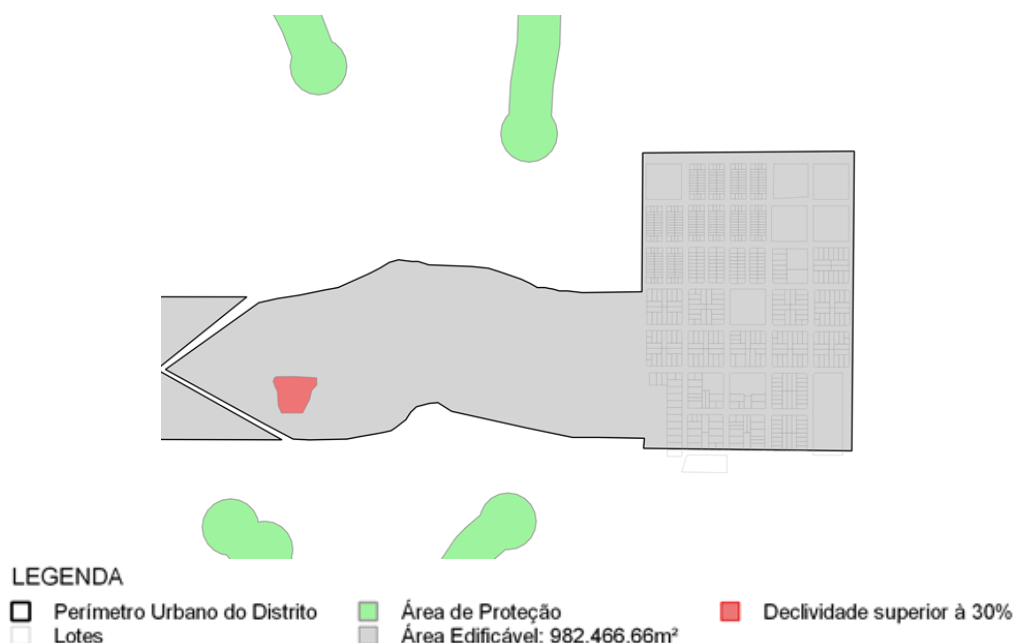 LEGENDA
Perímetro Urbano do Distrito
Área de Proteção
Declividade superior à 30%
Lotes
Área Edificável: 982.466,66m²